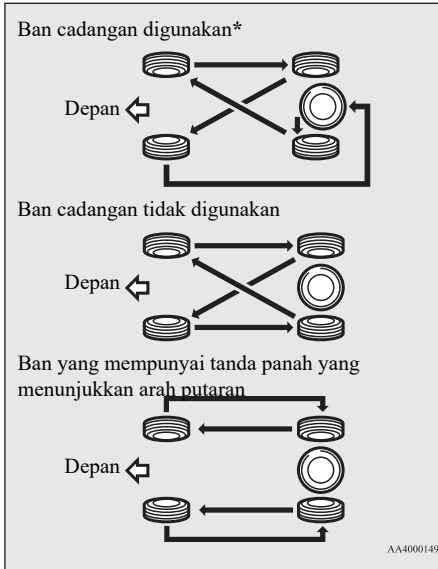 Ban cadangan digunakan*
Depan
Ban cadangan tidak digunakan
Depan
Ban yang mempunyai tanda panah yang
menunjukkan arah putaran
Depan
AA4000149